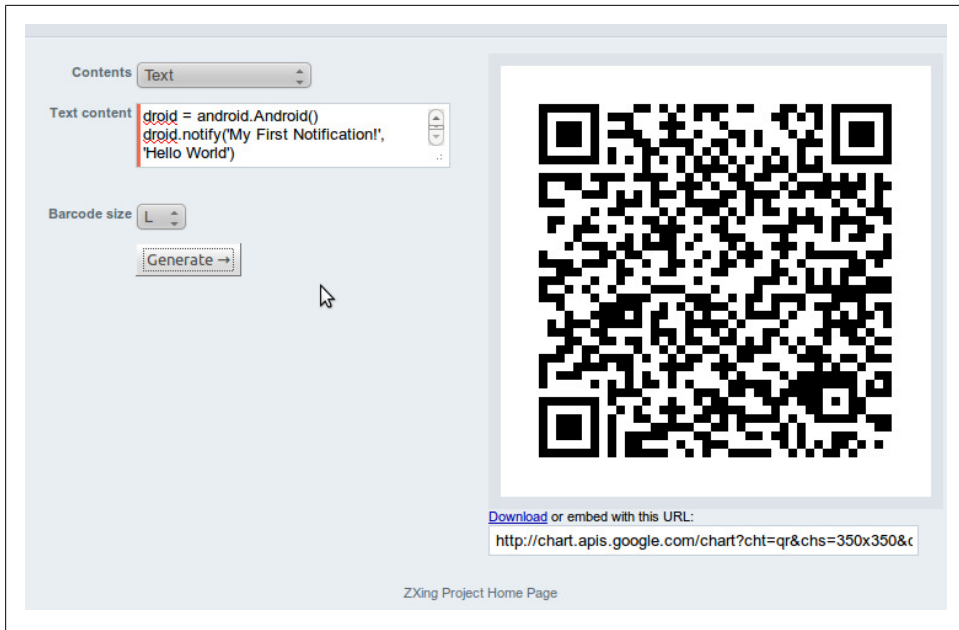 Contents Text
Text content droid = android.Android()
droid.notify('My First Notification!',
'Hello World')
Barcode size L
Generate →
Download or embed with this URL:
http://chart.apis.google.com/chart?cht=qr&chs=350x350&c
ZXing Project Home Page